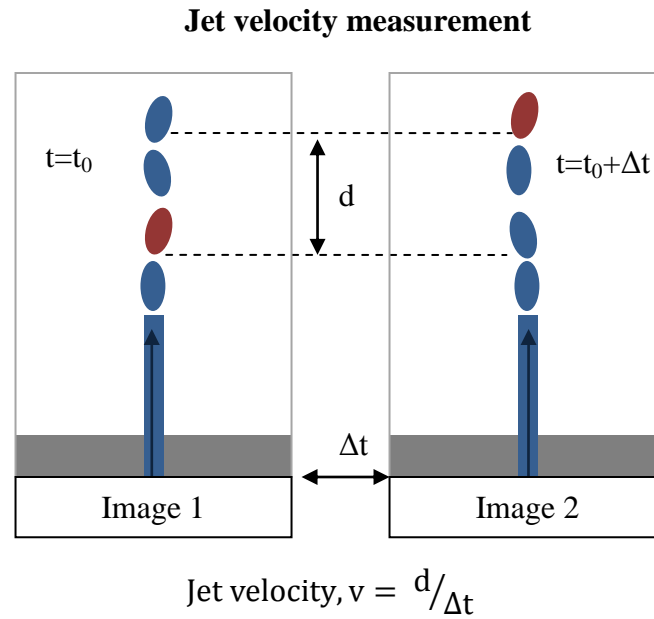 Jet velocity measurement
t=t₀
t=t₀+Δt
d
Δt
Image 1
Image 2
Jet velocity, v = d/Δt